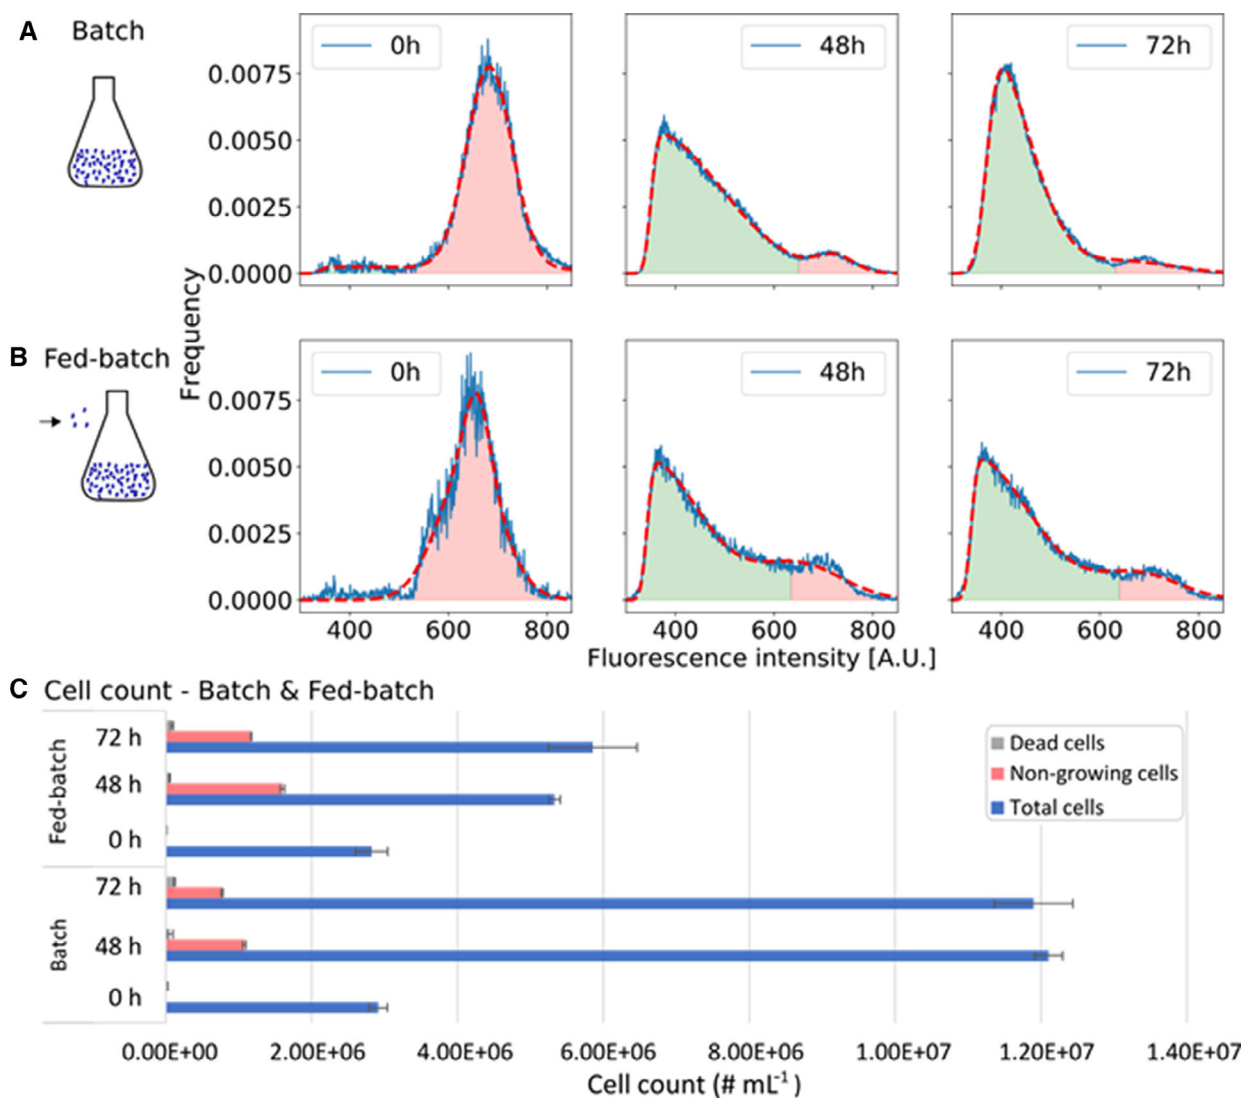 A Batch
0h
48h
72h
0.0075
0.0050
0.0025
0.0000
Frequency
B Fed-batch
0h
48h
72h
0.0075
0.0050
0.0025
0.0000
400 600 800
400 600 800
400 600 800
Fluorescence intensity [A.U.]
C Cell count - Batch & Fed-batch
Fed-batch
72 h
48 h
0 h
Batch
72 h
48 h
0 h
Dead cells
Non-growing cells
Total cells
0.00E+00 2.00E+06 4.00E+06 6.00E+06 8.00E+06 1.00E+07 1.20E+07 1.40E+07
Cell count (# mL⁻¹)